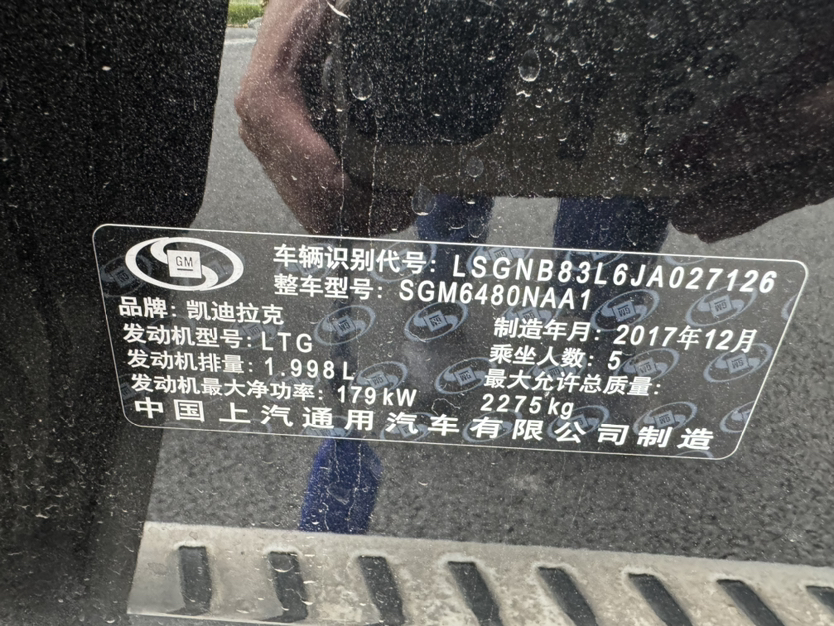 GM
车辆识别代号: LSGNB83L6JA027126
整车型号: SGM6480NAA1
品牌: 凯迪拉克
发动机型号: LTG
制造年月: 2017年12月
发动机排量: 1.998L
乘坐人数: 5
发动机最大净功率: 179kW
最大允许总质量:
2275kg
中国上汽通用汽车有限公司制造